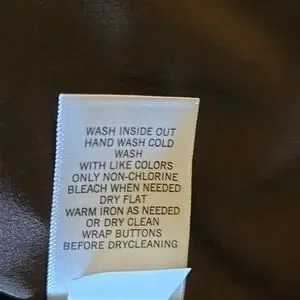 WASH INSIDE OUT
HAND WASH COLD
WASH
WITH LIKE COLORS
ONLY NON-CHLORINE
BLEACH WHEN NEEDED
DRY FLAT
WARM IRON AS NEEDED
OR DRY CLEAN
WRAP BUTTONS
BEFORE DRYCLEANING